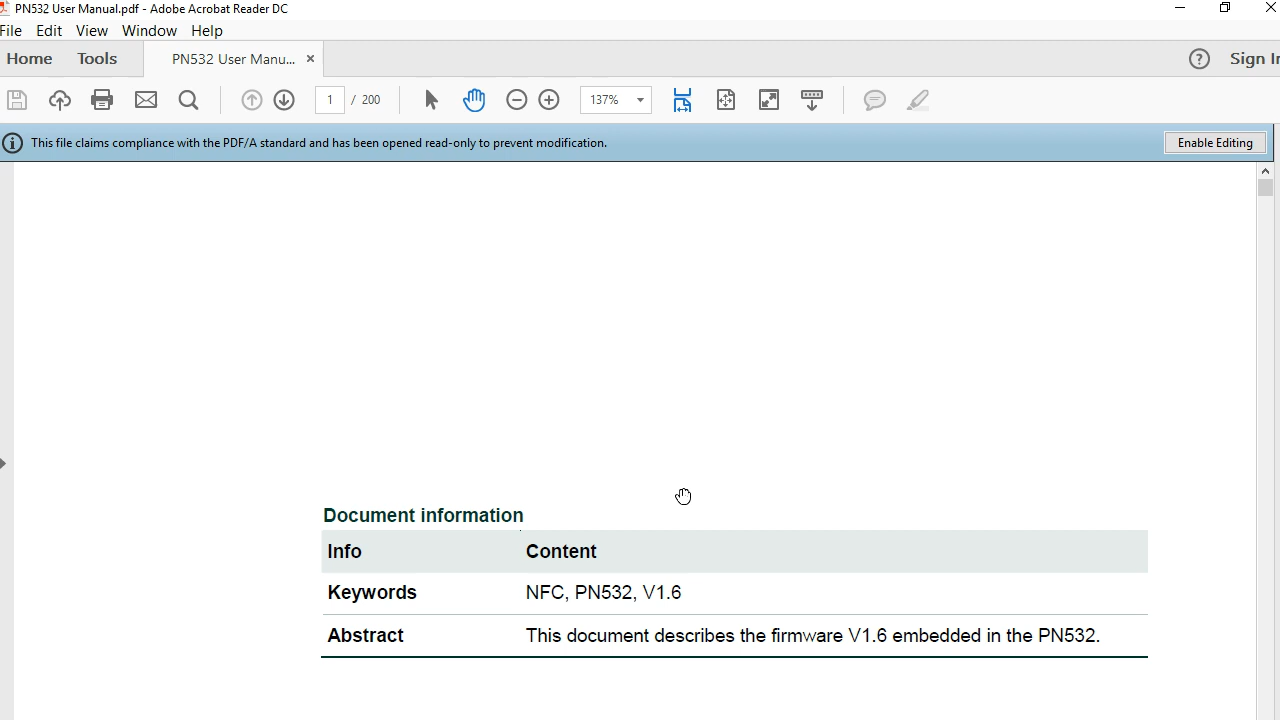 PN532 User Manual.pdf - Adobe Acrobat Reader DC
File Edit View Window Help
Home Tools PN532 User Manu... × ? Sign In
1 / 200 137%
This file claims compliance with the PDF/A standard and has been opened read-only to prevent modification. Enable Editing
Document information
Info Content
Keywords NFC, PN532, V1.6
Abstract This document describes the firmware V1.6 embedded in the PN532.